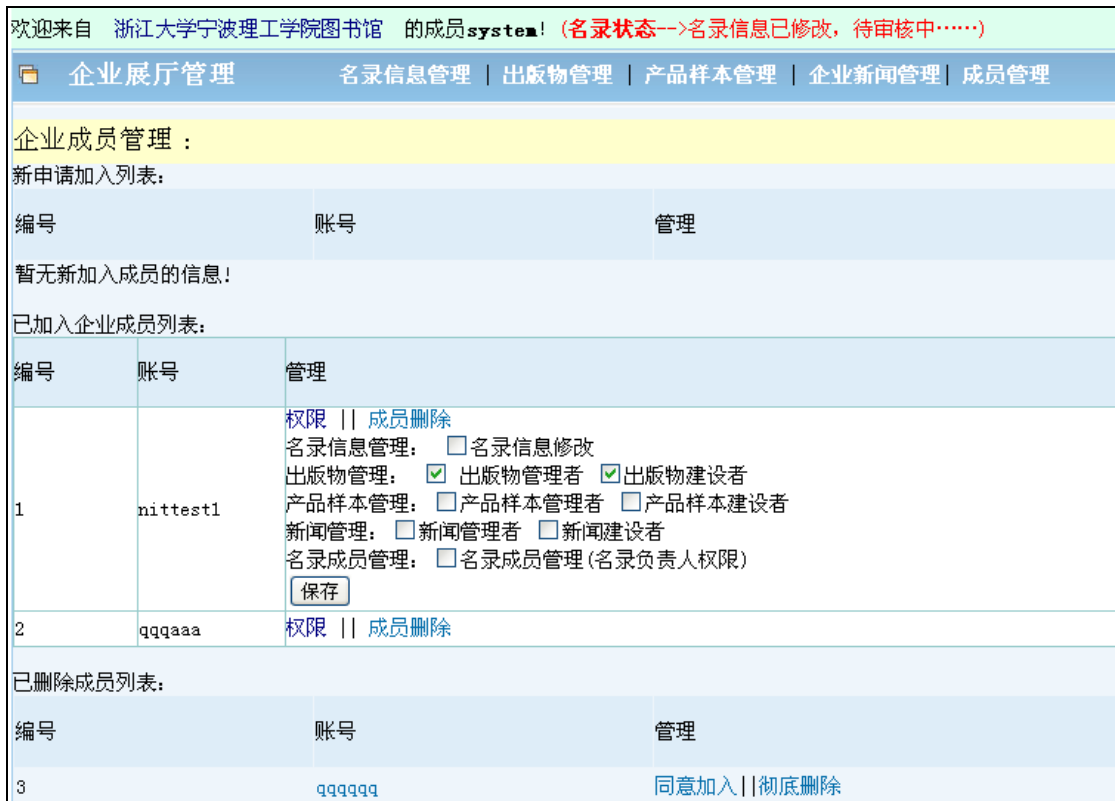 欢迎来自 浙江大学宁波理工学院图书馆 的成员system! (名录状态-->名录信息已修改，待审核中……)
企业展厅管理 名录信息管理 | 出版物管理 | 产品样本管理 | 企业新闻管理| 成员管理
企业成员管理：
新申请加入列表：
编号 账号 管理
暂无新加入成员的信息!
已加入企业成员列表：
编号 账号 管理
权限 || 成员删除
名录信息管理： 名录信息修改
出版物管理： 出版物管理者 出版物建设者
1 nittest1 产品样本管理： 产品样本管理者 产品样本建设者
新闻管理： 新闻管理者 新闻建设者
名录成员管理： 名录成员管理(名录负责人权限)
保存
2 qqqaaa 权限 || 成员删除
已删除成员列表：
编号 账号 管理
3 qqqqqq 同意加入||彻底删除